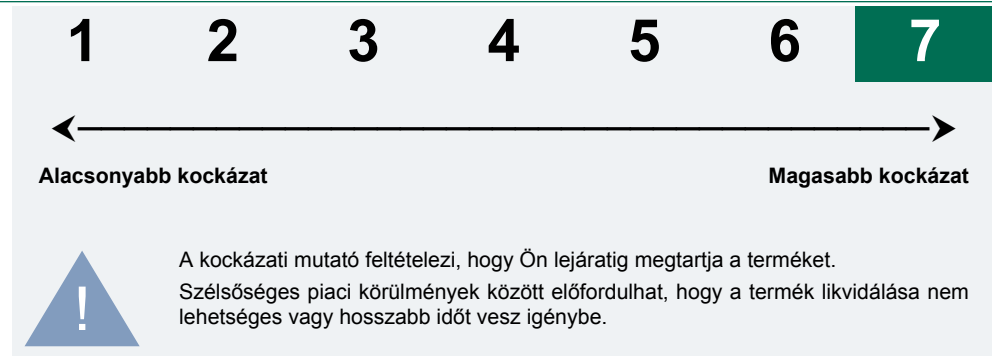 1 2 3 4 5 6 7
Alacsonyabb kockázat Magasabb kockázat
A kockázati mutató feltételezi, hogy Ön lejáratig megtartja a terméket.
Szélsőséges piaci körülmények között előfordulhat, hogy a termék likvidálása nem
lehetséges vagy hosszabb időt vesz igénybe.
!